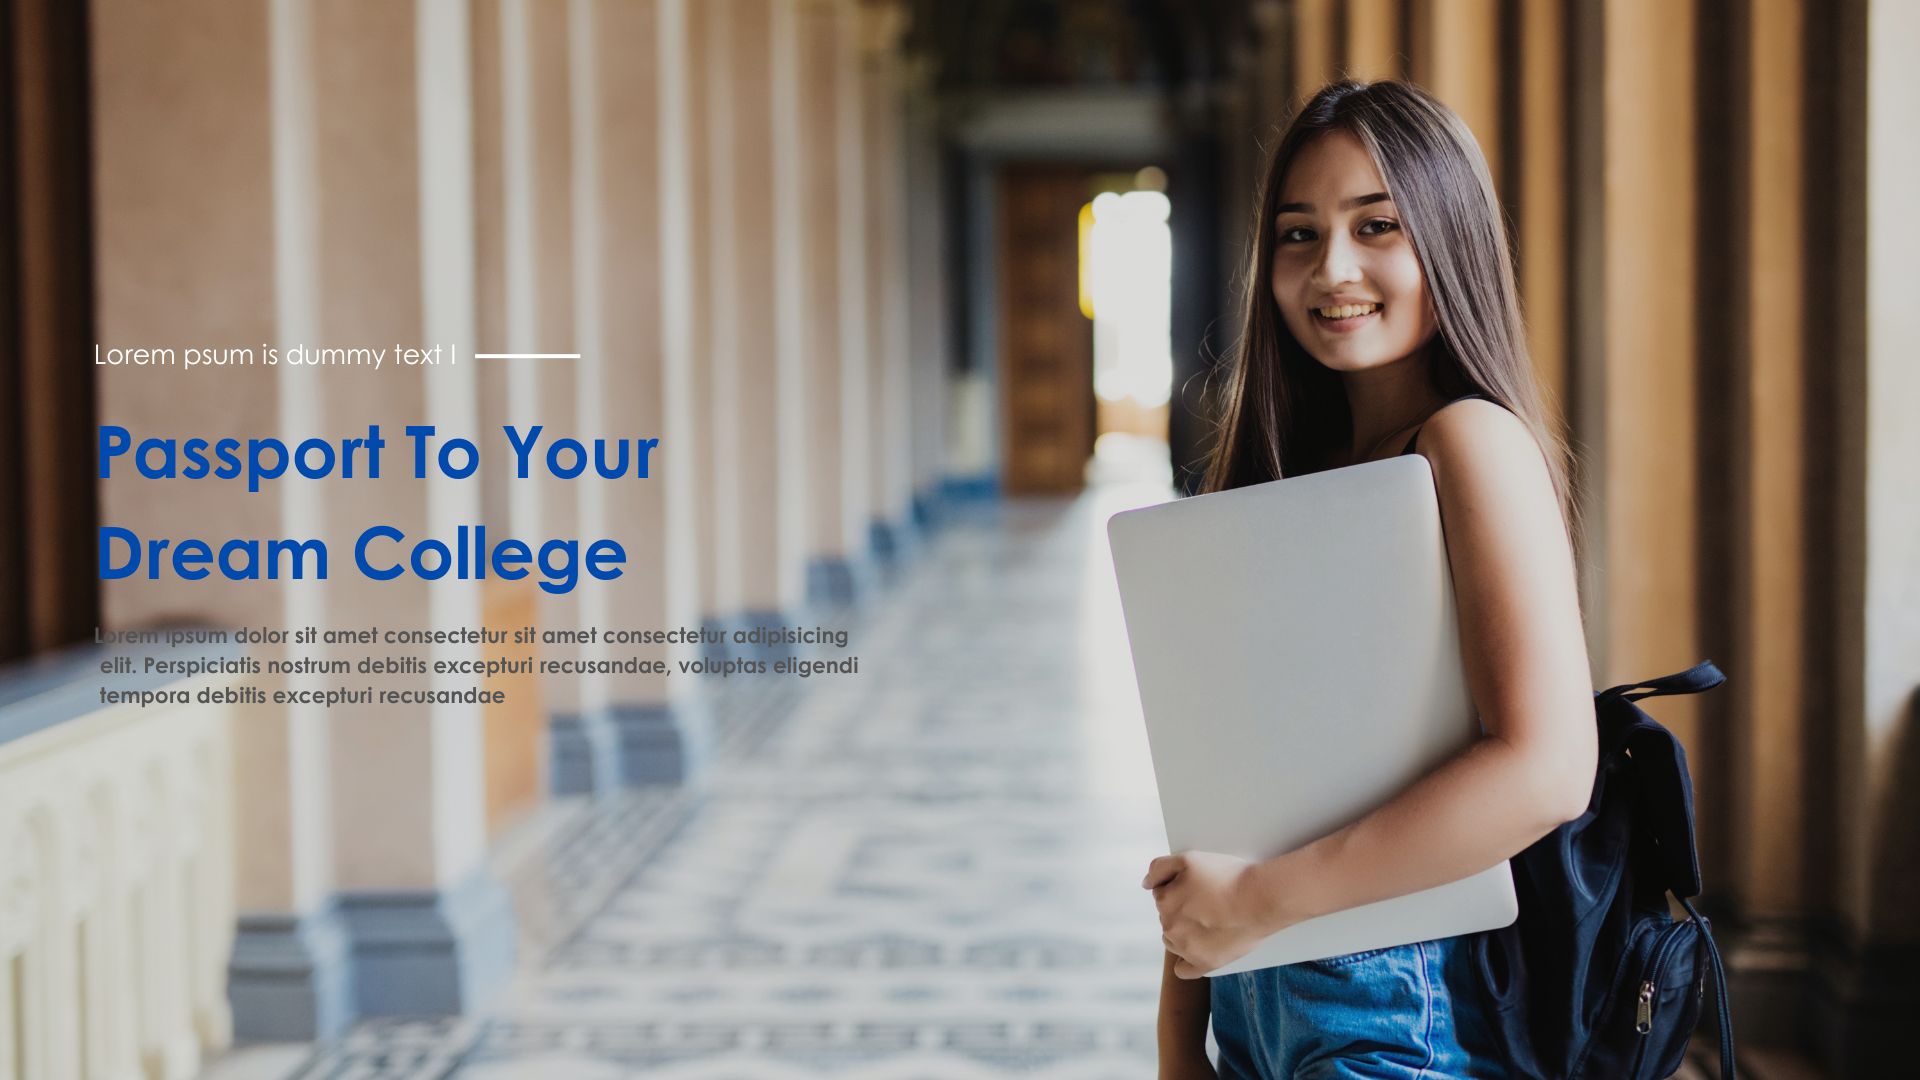 Lorem psum is dummy text I
Passport To Your
Dream College
Lorem ipsum dolor sit amet consectetur sit amet consectetur adipisicing
elit. Perspiciatis nostrum debitis excepturi recusandae, voluptas eligendi
tempora debitis excepturi recusandae